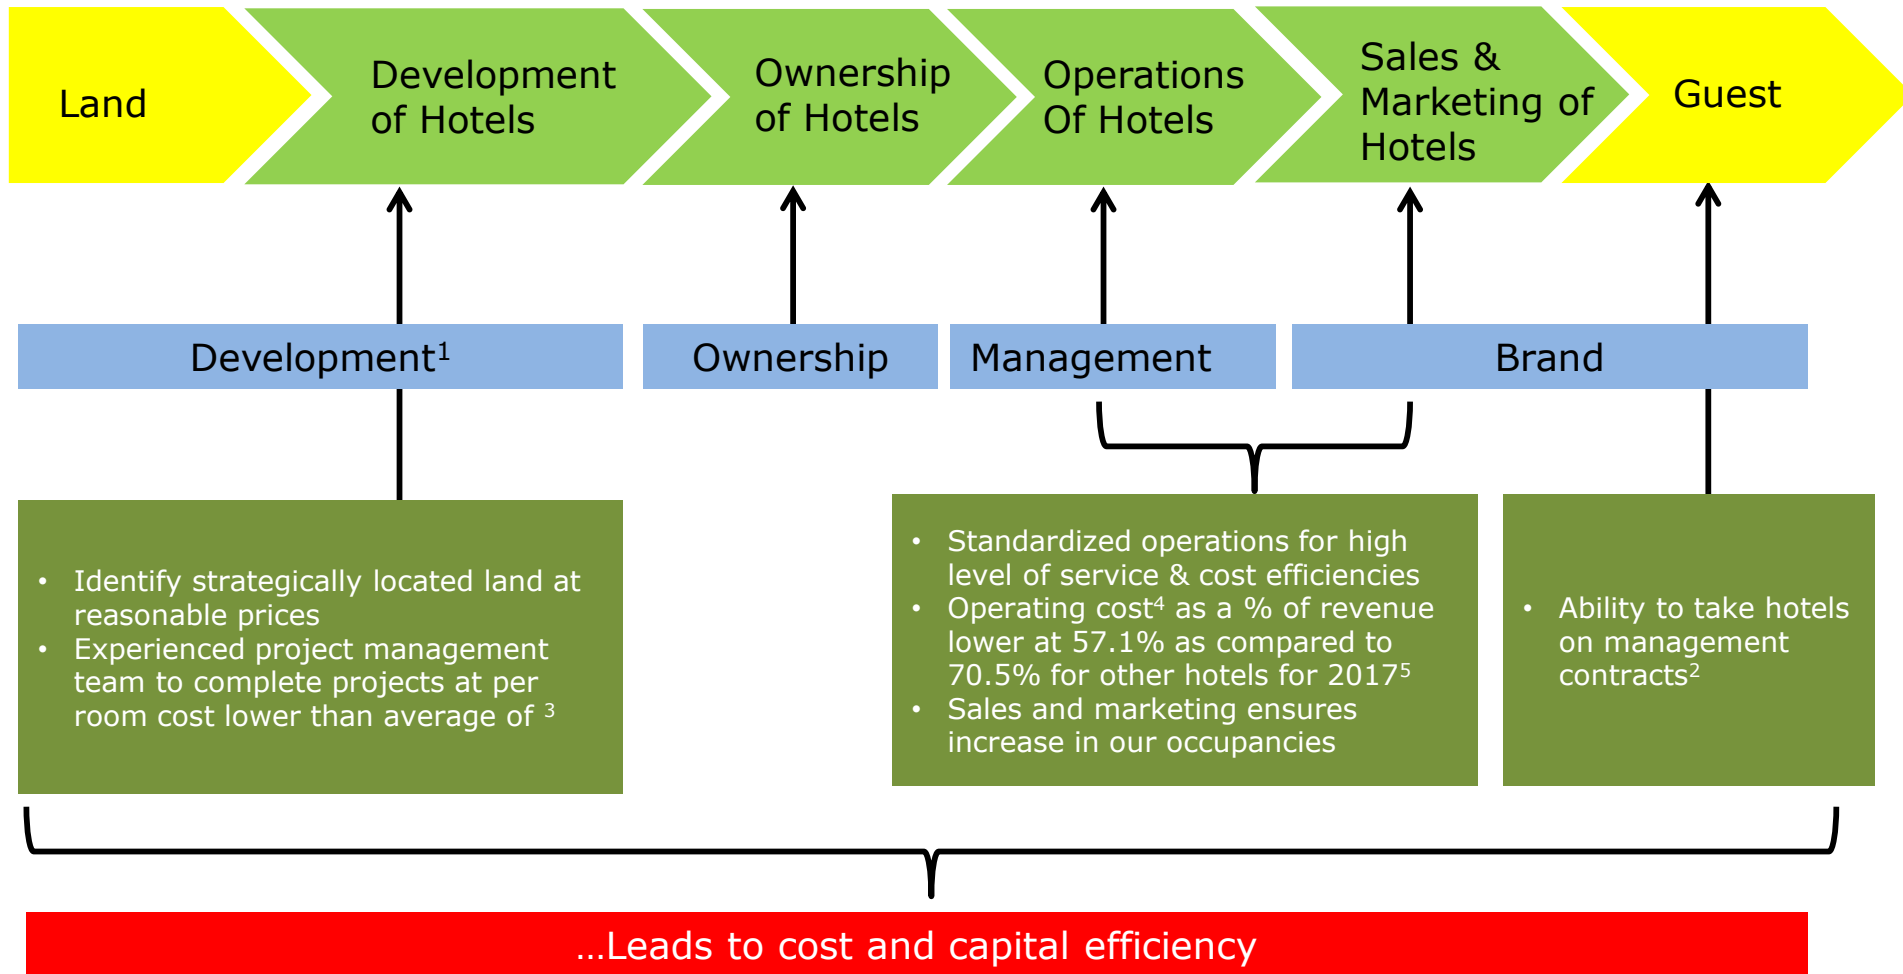 Land
Development
of Hotels
Ownership
of Hotels
Operations
Of Hotels
Sales &
Marketing of
Hotels
Guest
Development¹
Ownership
Management
Brand
• Identify strategically located land at
reasonable prices
• Experienced project management
team to complete projects at per
room cost lower than average of ³
• Standardized operations for high
level of service & cost efficiencies
• Operating cost⁴ as a % of revenue
lower at 57.1% as compared to
70.5% for other hotels for 2017⁵
• Sales and marketing ensures
increase in our occupancies
• Ability to take hotels
on management
contracts²
...Leads to cost and capital efficiency